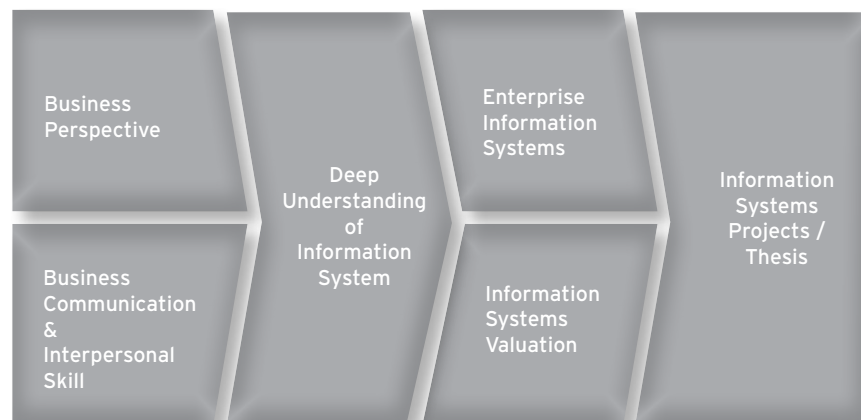 Business
Perspective
Business
Communication
&
Interpersonal
Skill
Deep
Understanding
of
Information
System
Enterprise
Information
Systems
Information
Systems
Valuation
Information
Systems
Projects /
Thesis